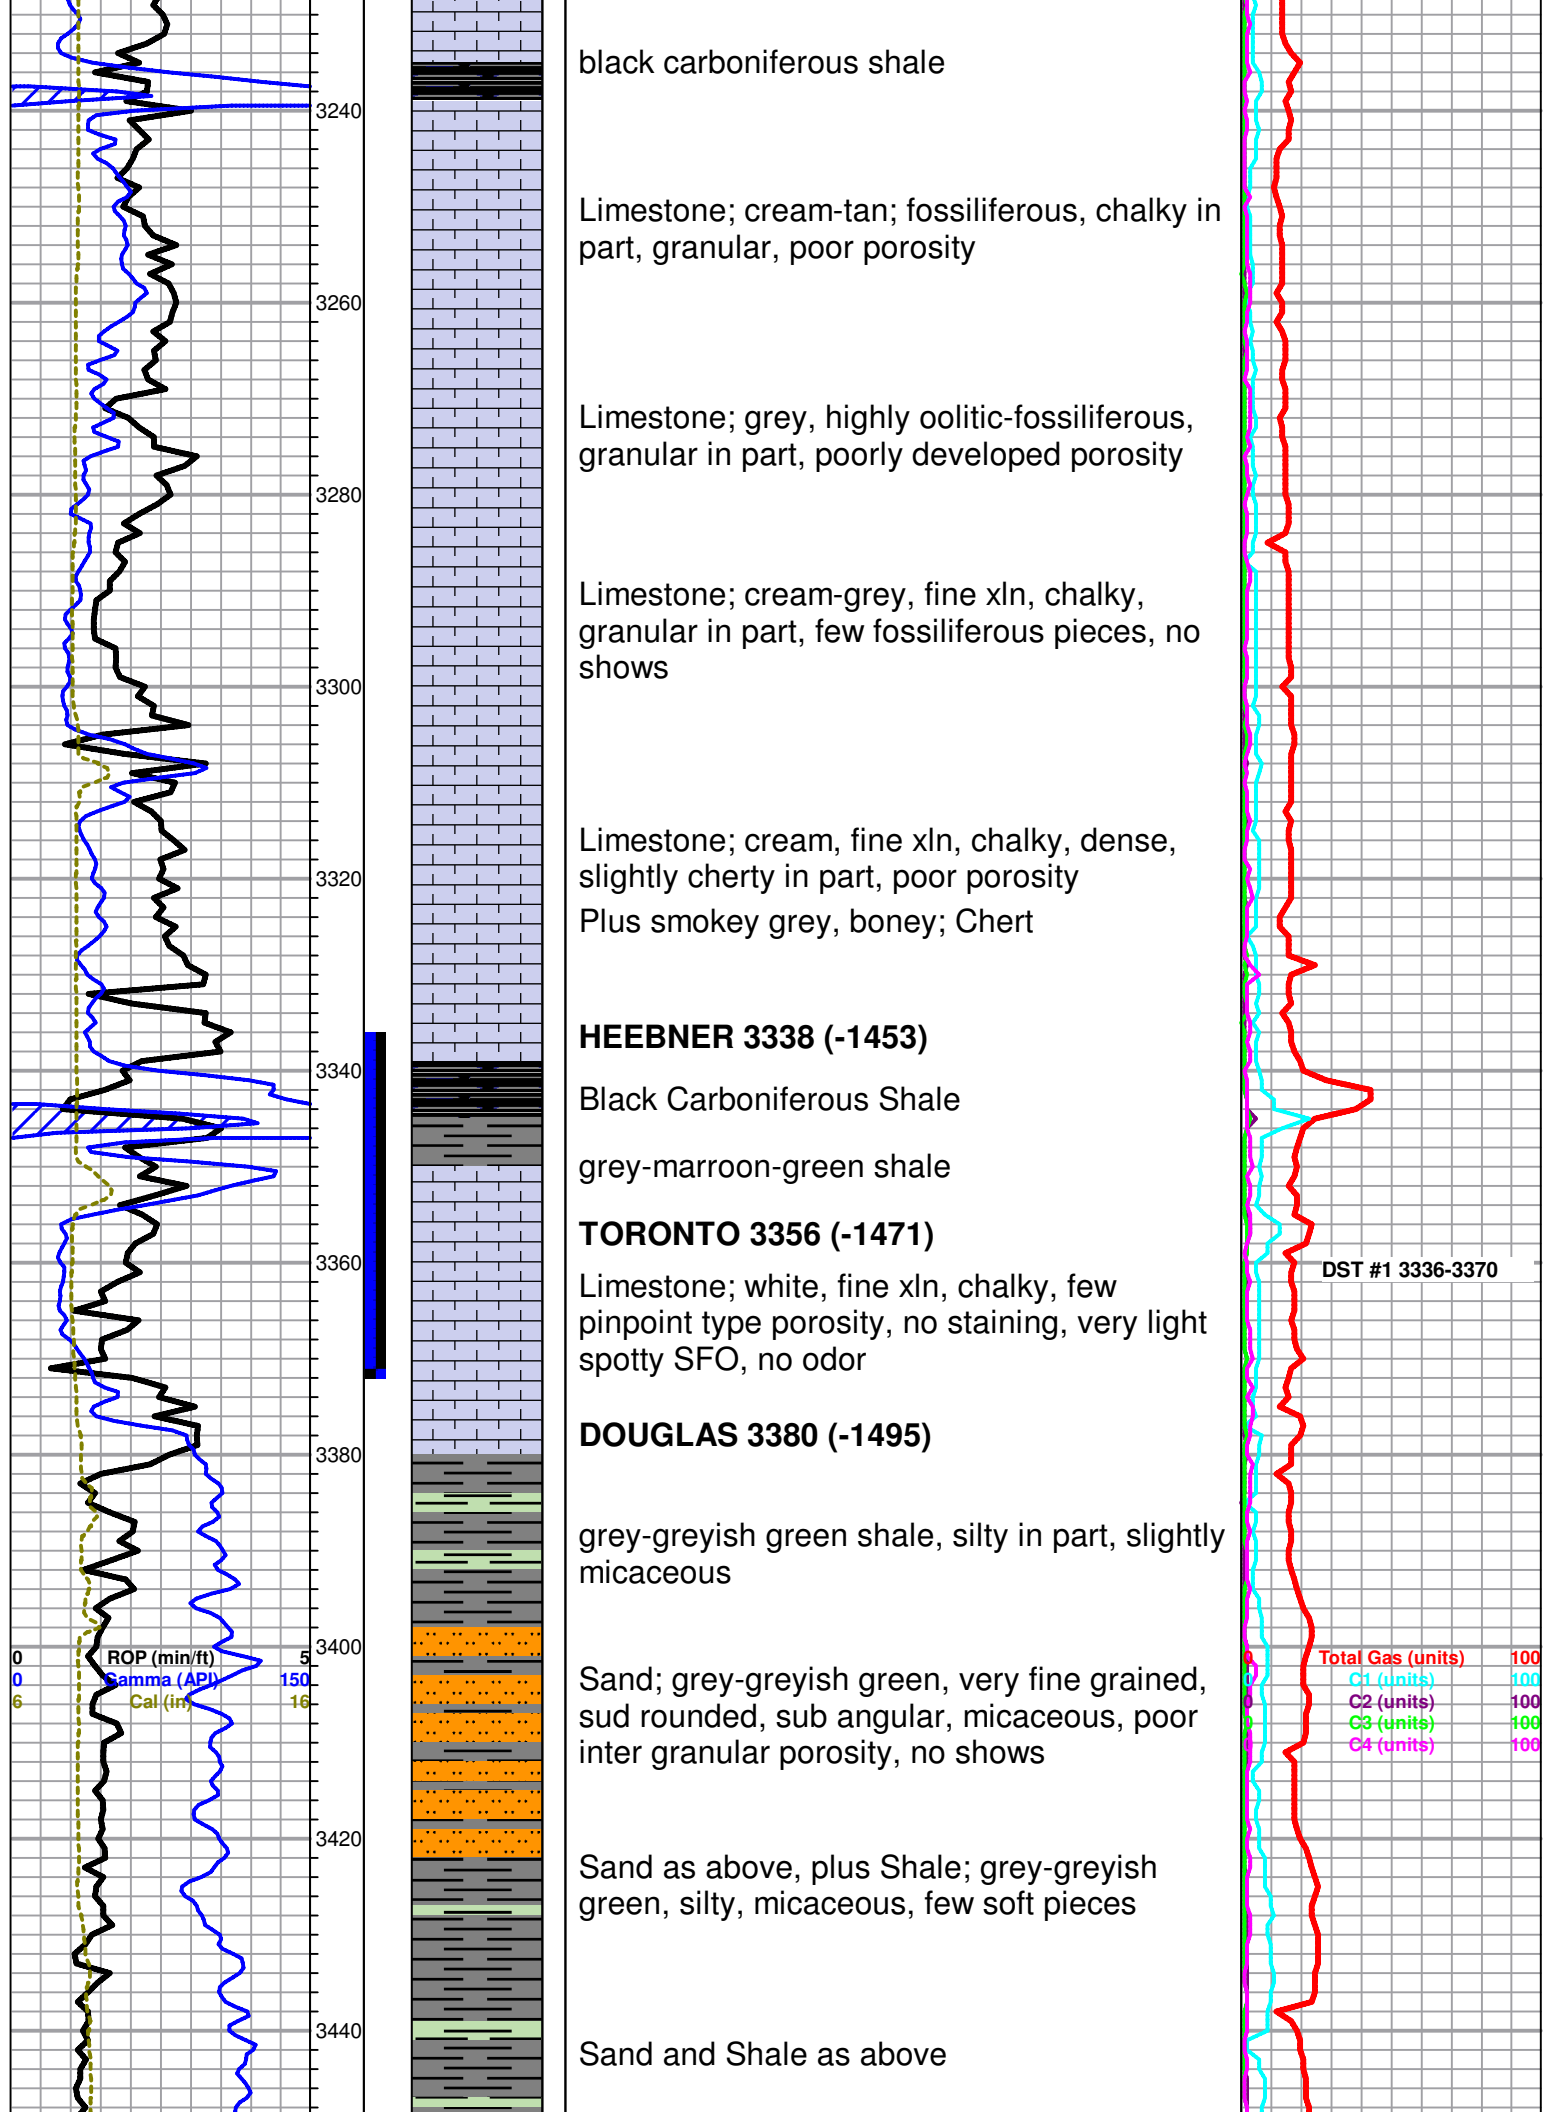 black carboniferous shale
3240
Limestone; cream-tan; fossiliferous, chalky in
part, granular, poor porosity
3260
Limestone; grey, highly oolitic-fossiliferous,
granular in part, poorly developed porosity
3280
Limestone; cream-grey, fine xln, chalky,
granular in part, few fossiliferous pieces, no
shows
3300
Limestone; cream, fine xln, chalky, dense,
slightly cherty in part, poor porosity
3320
Plus smokey grey, boney; Chert
HEEBNER 3338 (-1453)
3340
Black Carboniferous Shale
grey-marroon-green shale
TORONTO 3356 (-1471)
3360
DST #1 3336-3370
Limestone; white, fine xln, chalky, few
pinpoint type porosity, no staining, very light
spotty SFO, no odor
DOUGLAS 3380 (-1495)
3380
grey-greyish green shale, silty in part, slightly
micaceous
3400
0 ROP (min/ft) 5
0 Gamma (API) 150
6 Cal (in) 16
Sand; grey-greyish green, very fine grained,
sud rounded, sub angular, micaceous, poor
inter granular porosity, no shows
0 Total Gas (units) 100
0 C1 (units) 100
0 C2 (units) 100
0 C3 (units) 100
0 C4 (units) 100
3420
Sand as above, plus Shale; grey-greyish
green, silty, micaceous, few soft pieces
3440
Sand and Shale as above